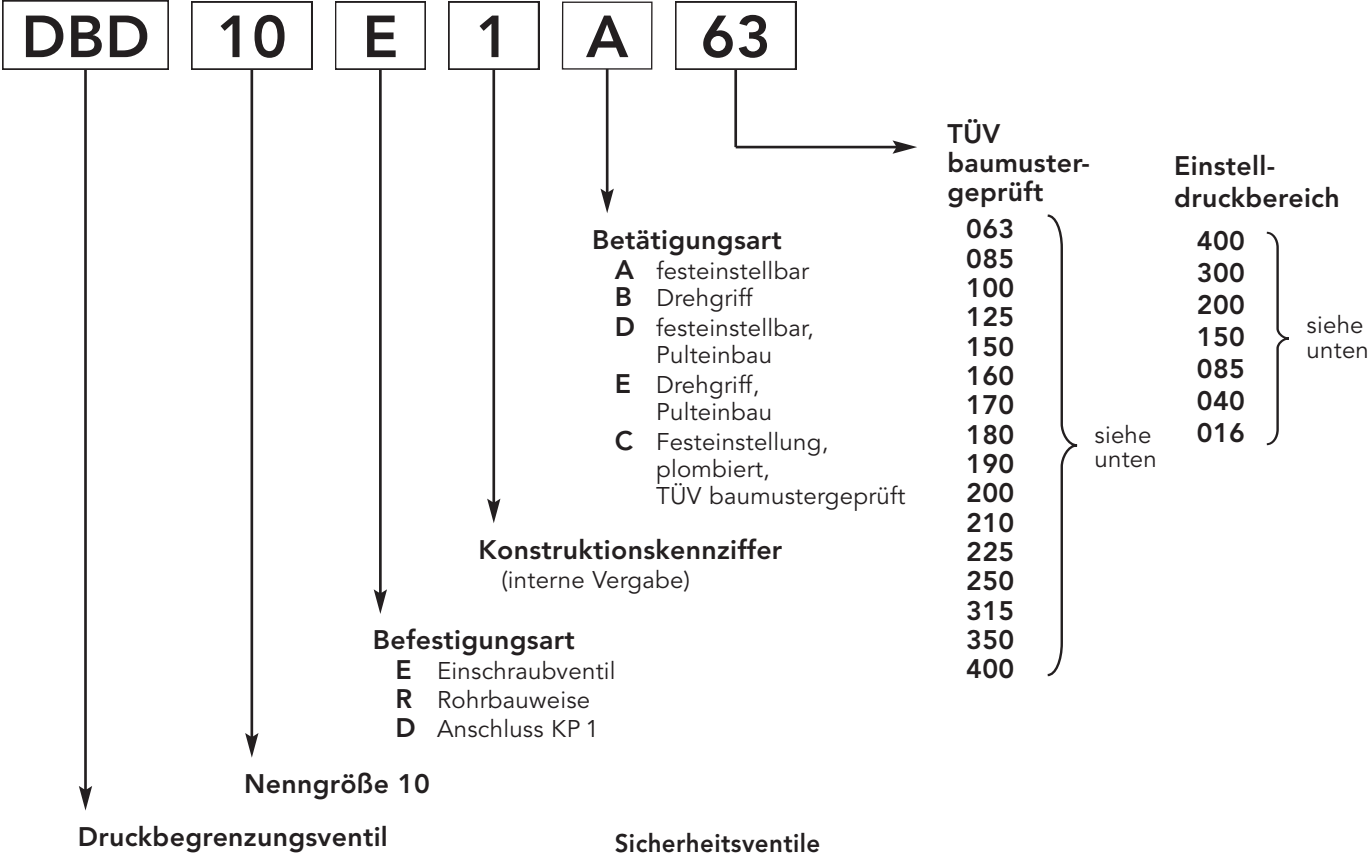 DBD 10 E 1 A 63
TÜV
baumuster-
geprüft
063
085
100
125
150
160
170
180
190
200
210
225
250
315
350
400
siehe
unten
Einstell-
druckbereich
400
300
200
150
085
040
016
siehe
unten
Betätigungsart
A festeinstellbar
B Drehgriff
D festeinstellbar,
Pulteinbau
E Drehgriff,
Pulteinbau
C Festeinstellung,
plombiert,
TÜV baumustergeprüft
Konstruktionskennziffer
(interne Vergabe)
Befestigungsart
E Einschraubventil
R Rohrbauweise
D Anschluss KP 1
Nenngröße 10
Druckbegrenzungsventil
Sicherheitsventile